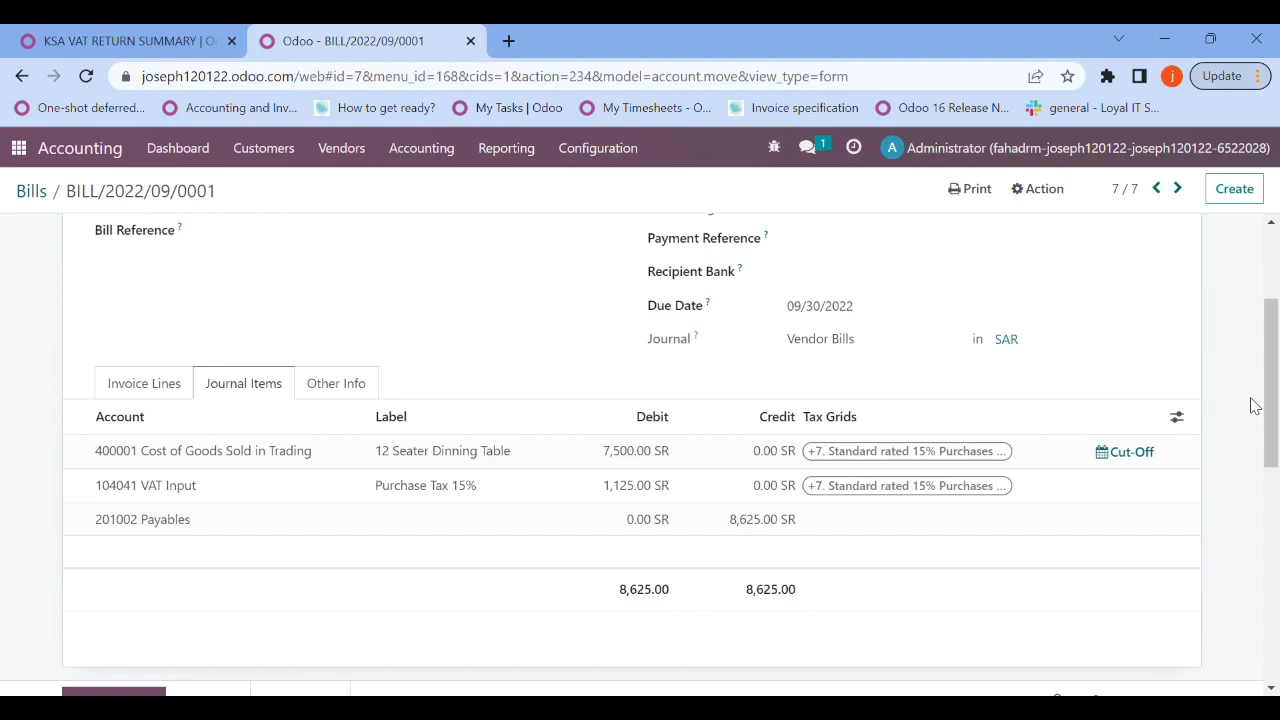 KSA VAT RETURN SUMMARY | O
Odoo - BILL/2022/09/0001
joseph120122.odoo.com/web#id=7&menu_id=168&cids=1&action=234&model=account.move&view_type=form
j
Update
One-shot deferred...
Accounting and Inv...
How to get ready?
My Tasks | Odoo
My Timesheets - O...
Invoice specification
Odoo 16 Release N...
general - Loyal IT S...
Accounting Dashboard Customers Vendors Accounting Reporting Configuration
1
A Administrator (fahadrm-joseph120122-joseph120122-6522028)
Bills / BILL/2022/09/0001
Print Action 7 / 7 Create
Bill Reference ?
Payment Reference ?
Recipient Bank ?
Due Date ? 09/30/2022
Journal ? Vendor Bills in SAR
Invoice Lines Journal Items Other Info
Account Label Debit Credit Tax Grids
400001 Cost of Goods Sold in Trading 12 Seater Dinning Table 7,500.00 SR 0.00 SR +7. Standard rated 15% Purchases ... Cut-Off
104041 VAT Input Purchase Tax 15% 1,125.00 SR 0.00 SR +7. Standard rated 15% Purchases ...
201002 Payables 0.00 SR 8,625.00 SR
8,625.00 8,625.00